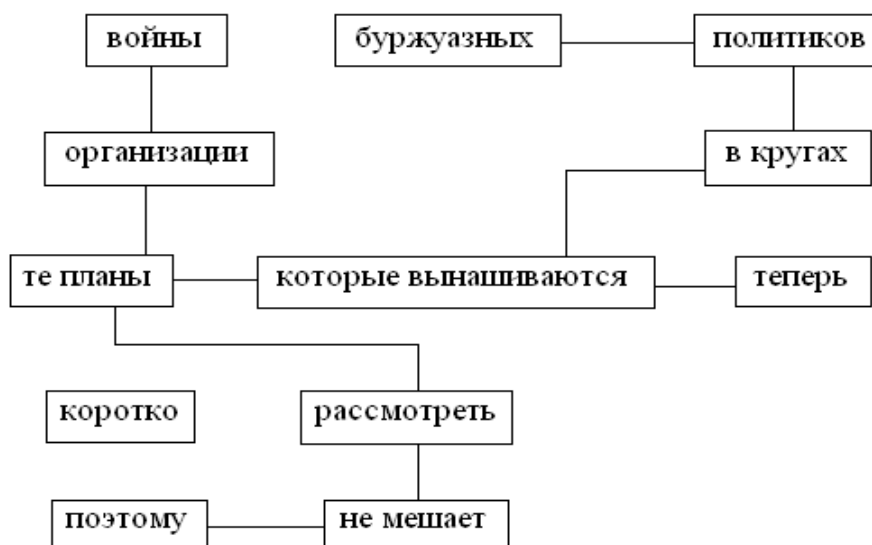 войны
буржуазных
политиков
организации
в кругах
те планы
которые вынашиваются
теперь
коротко
рассмотреть
поэтому
не мешает